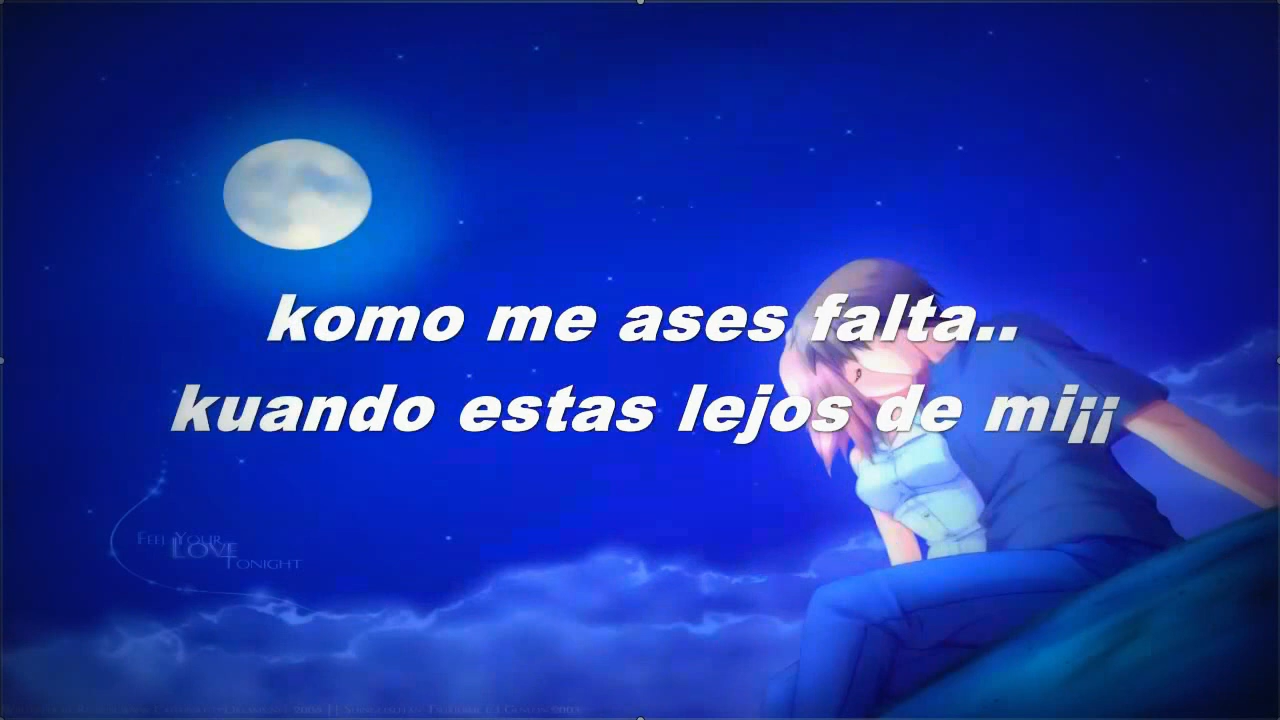 komo me ases falta..
kuando estas lejos de mi¡¡
FEEL YOUR
LOVE
TONIGHT